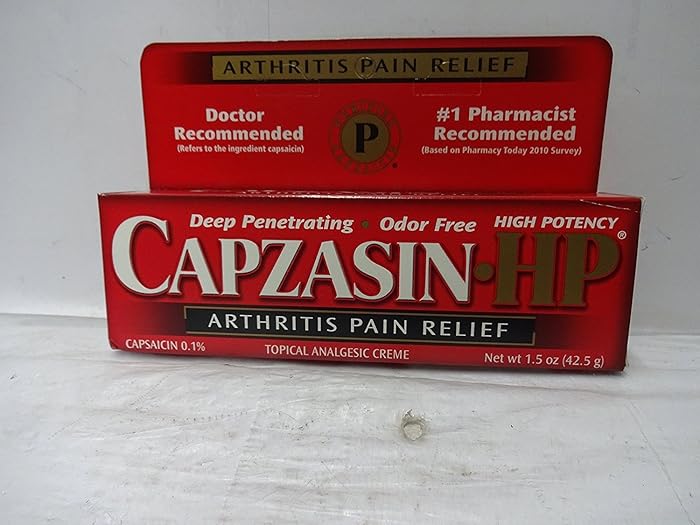 ARTHRITIS PAIN RELIEF
Doctor
Recommended
(Refers to the ingredient capsaicin)
P
®
#1 Pharmacist
Recommended
(Based on Pharmacy Today 2010 Survey)
Deep Penetrating • Odor Free HIGH POTENCY
CAPZASIN•HP®
ARTHRITIS PAIN RELIEF
CAPSAICIN 0.1% TOPICAL ANALGESIC CREME Net wt 1.5 oz (42.5 g)